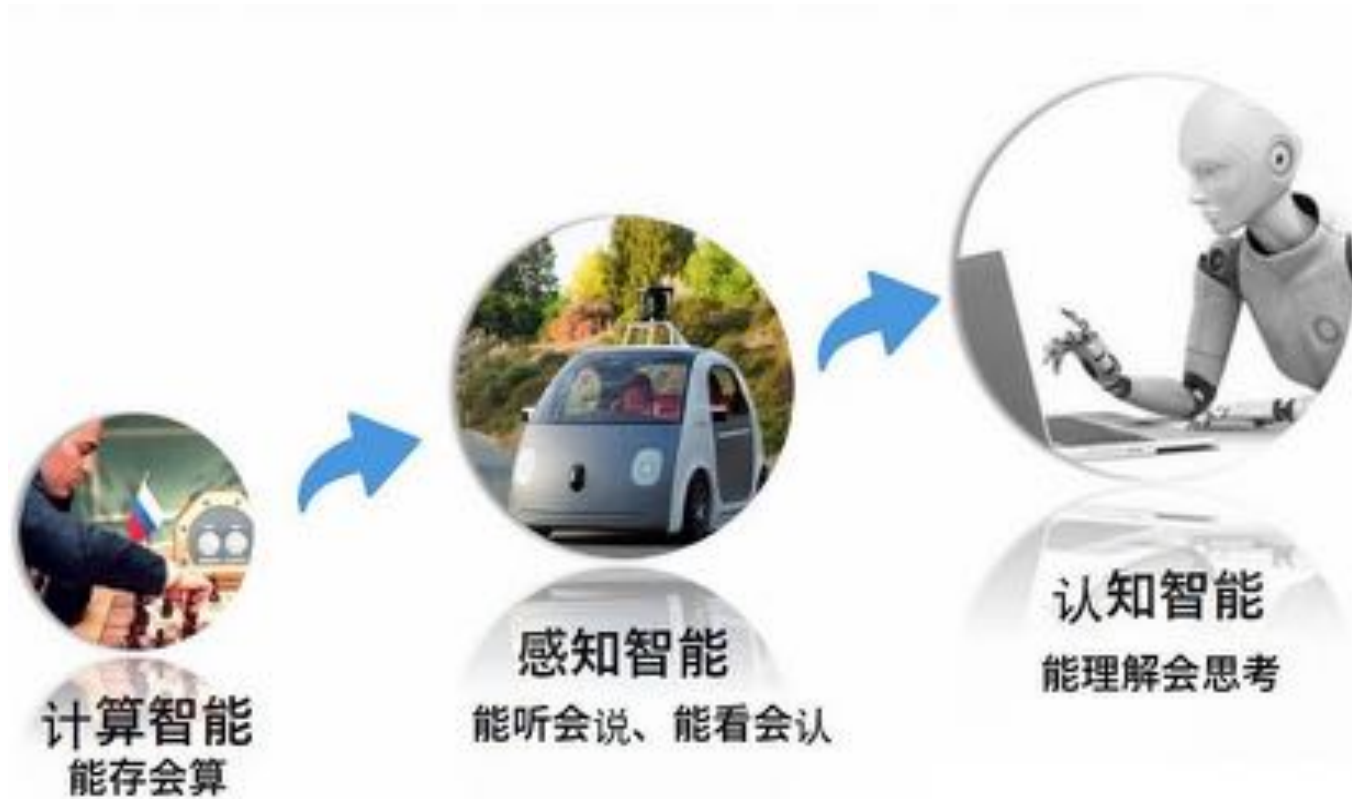 计算智能
能存会算
感知智能
能听会说、能看会认
认知智能
能理解会思考